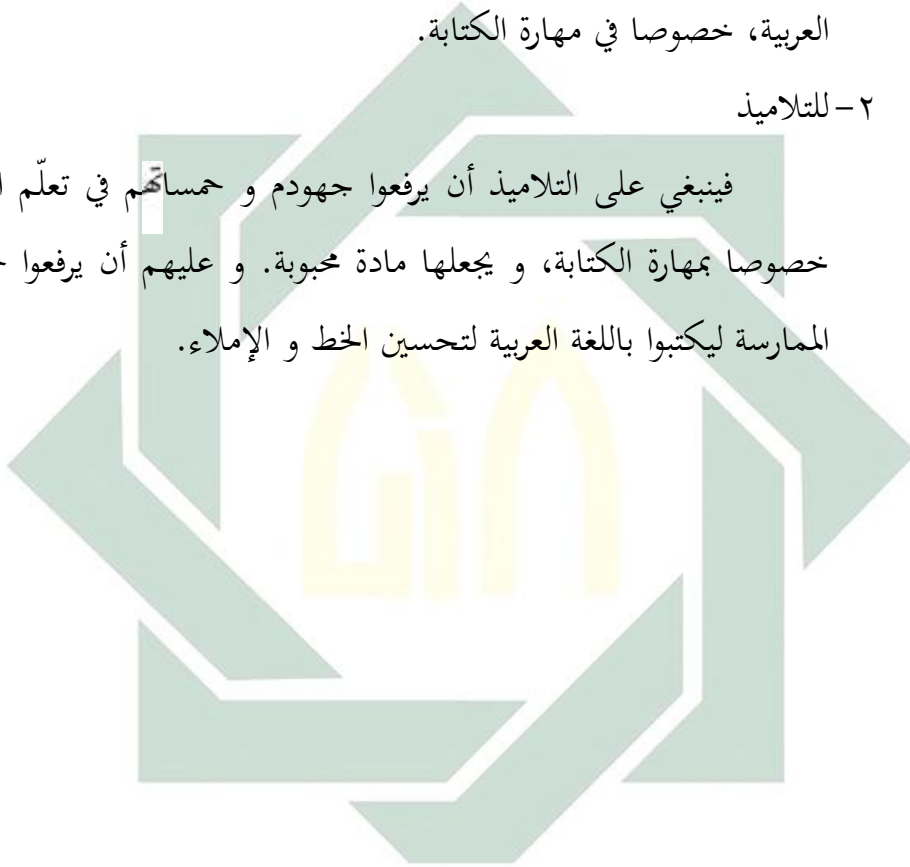 العربية، خصوصا في مهارة الكتابة.
٢-للتلاميذ
فينبغي على التلاميذ أن يرفعوا جهودم و حمساتهم في تعلّم
خصوصا بمهارة الكتابة، و يجعلها مادة محبوبة. و عليهم أن يرفعوا
الممارسة ليكتبوا باللغة العربية لتحسين الخط و الإملاء.